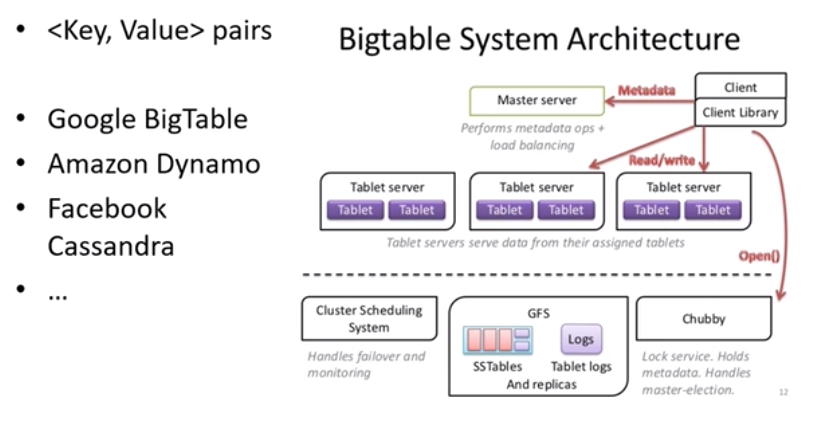 • <Key, Value> pairs
• Google BigTable
• Amazon Dynamo
• Facebook
Cassandra
• ...
Bigtable System Architecture
Client
Client Library
Metadata
Master server
Performs metadata ops +
load balancing
Read/write
Tablet server
Tablet Tablet
Tablet server
Tablet Tablet
Tablet server
Tablet Tablet
Tablet servers serve data from their assigned tablets
Open()
Cluster Scheduling
System
Handles failover and
monitoring
GFS
Logs
SSTables Tablet logs
And replicas
Chubby
Lock service. Holds
metadata. Handles
master-election.
12